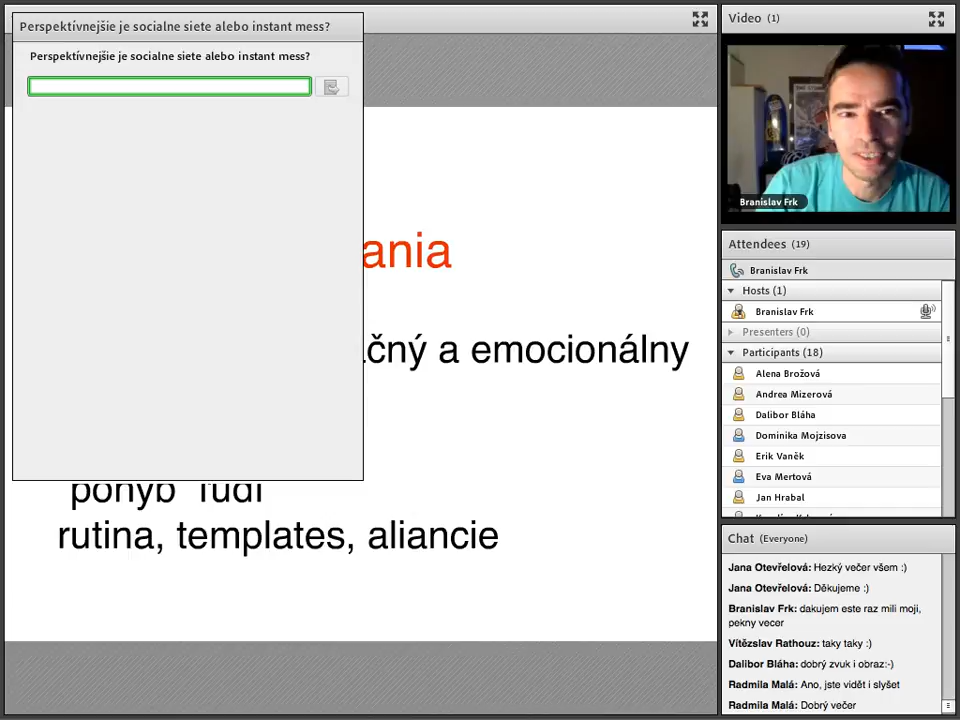 Perspektívnejšie je socialne siete alebo instant mess?
Perspektívnejšie je socialne siete alebo instant mess?
ania
čný a emocionálny
pohyb ľudí
rutina, templates, aliancie
Video (1)
Branislav Frk
Attendees (19)
Branislav Frk
Hosts (1)
Branislav Frk
Presenters (0)
Participants (18)
Alena Brožová
Andrea Mizerová
Dalibor Bláha
Dominika Mojzisova
Erik Vaněk
Eva Mertová
Jan Hrabal
Chat (Everyone)
Jana Otevřelová: Hezký večer všem :)
Jana Otevřelová: Děkujeme :)
Branislav Frk: dakujem este raz mili moji,
pekny vecer
Vítězslav Rathouz: taky taky :)
Dalibor Bláha: dobrý zvuk i obraz:-)
Radmila Malá: Ano, jste vidět i slyšet
Radmila Malá: Dobrý večer